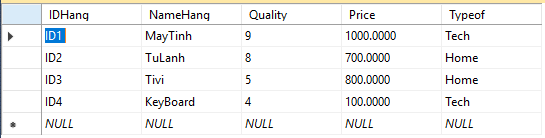 IDHang NameHang Quality Price Typeof
ID1 MayTinh 9 1000.0000 Tech
ID2 TuLanh 8 700.0000 Home
ID3 Tivi 5 800.0000 Home
ID4 KeyBoard 4 100.0000 Tech
NULL NULL NULL NULL NULL